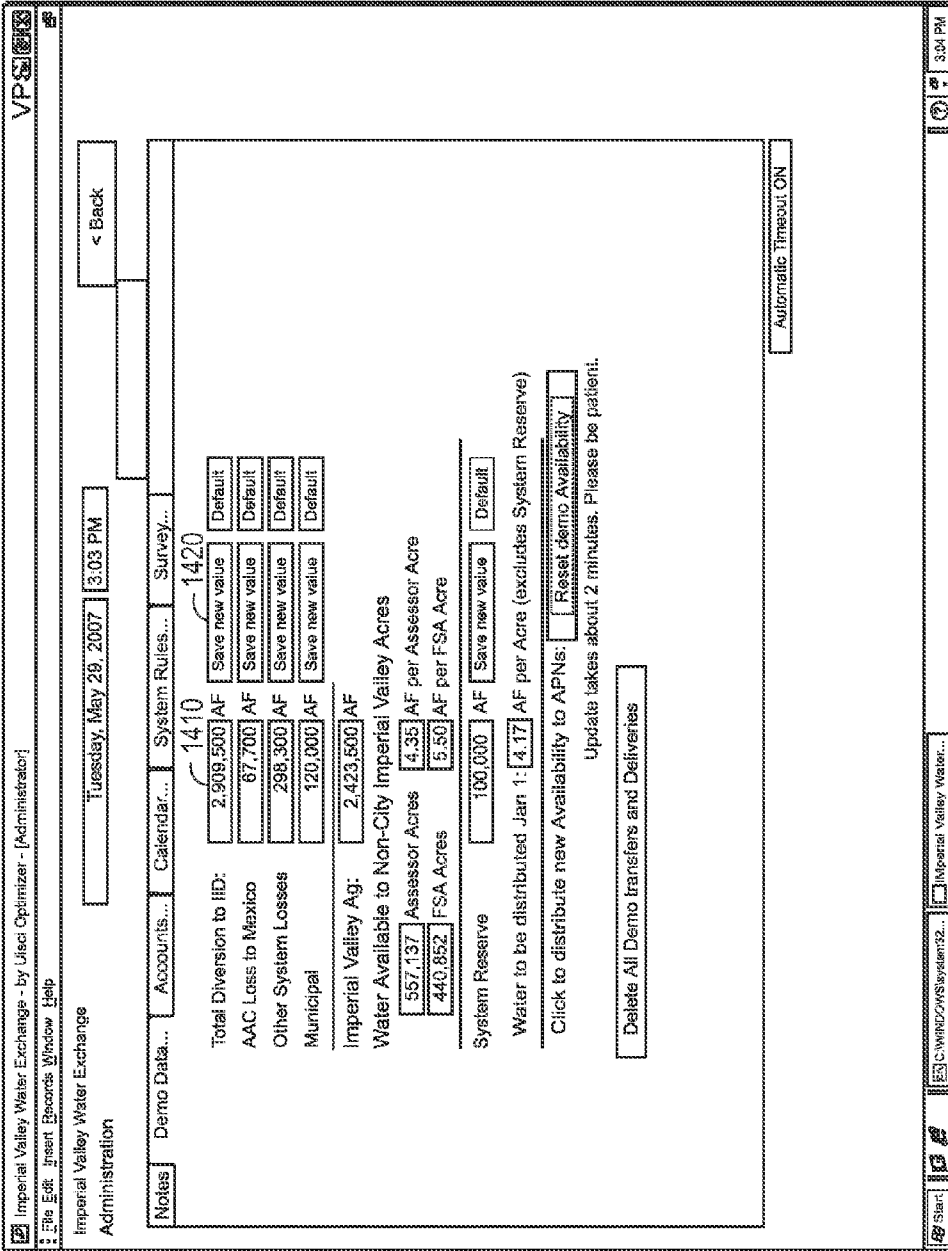 Imperial Valley Water Exchange - by Uisci Optimizer - [Administrator]
File Edit Insert Records Window Help
Imperial Valley Water Exchange
Tuesday, May 29, 2007 3:03 PM
< Back
Administration
Notes Demo Data... Accounts... Calendar... System Rules... Survey...
1410 1420
Total Diversion to IID: 2,909,500 AF Save new value Default
AAC Loss to Mexico 67,700 AF Save new value Default
Other System Losses 298,300 AF Save new value Default
Municipal 120,000 AF Save new value Default
Imperial Valley Ag: 2,423,500 AF
Water Available to Non-City Imperial Valley Acres
557,137 Assessor Acres 4.35 AF per Assessor Acre
440,852 FSA Acres 5.50 AF per FSA Acre
System Reserve 100,000 AF Save new value Default
Water to be distributed Jan 1: 4.17 AF per Acre (excludes System Reserve)
Click to distribute new Availability to APNs: Reset demo Availability
Update takes about 2 minutes. Please be patient.
Delete All Demo transfers and Deliveries
Automatic Timeout ON
Start C:\WINDOWS\system32... IMperial Valley Water... 3:04 PM